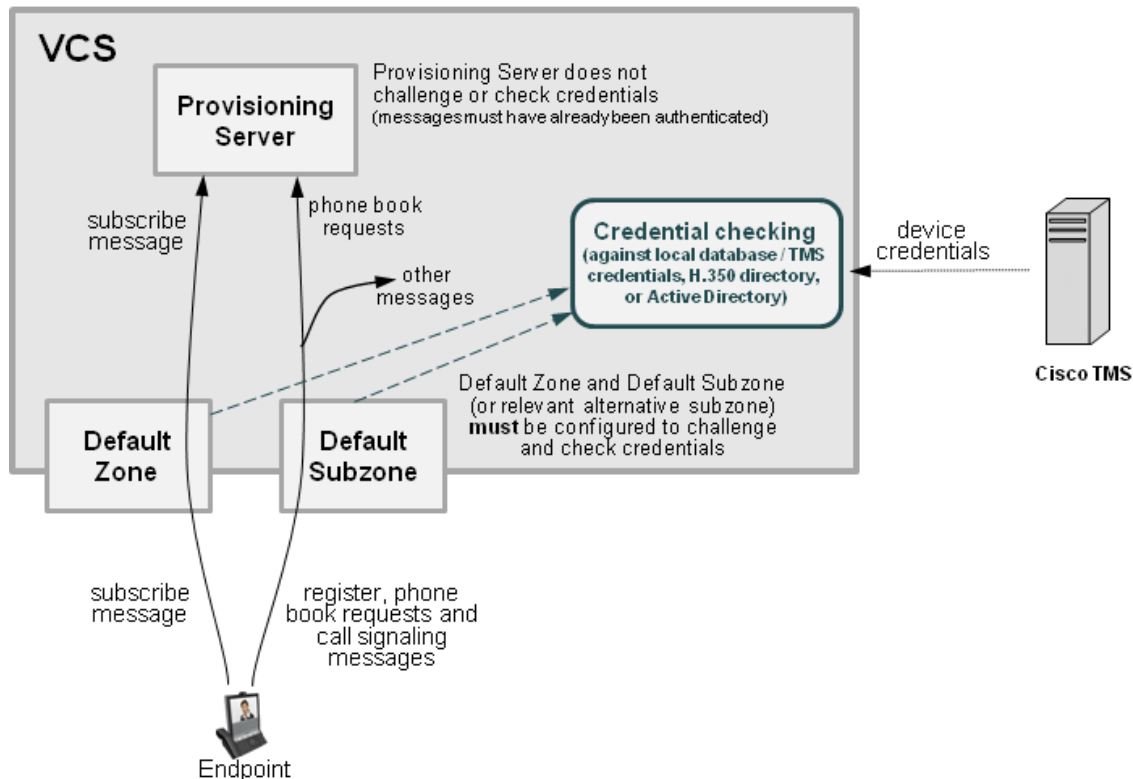 VCS
Provisioning
Server
Provisioning Server does not
challenge or check credentials
(messages must have already been authenticated)
subscribe
message
phone book
requests
other
messages
Credential checking
(against local database / TMS
credentials, H.350 directory,
or Active Directory)
device
credentials
Cisco TMS
Default Zone and Default Subzone
(or relevant alternative subzone)
must be configured to challenge
and check credentials
Default
Zone
Default
Subzone
subscribe
message
register, phone
book requests and
call signaling
messages
Endpoint